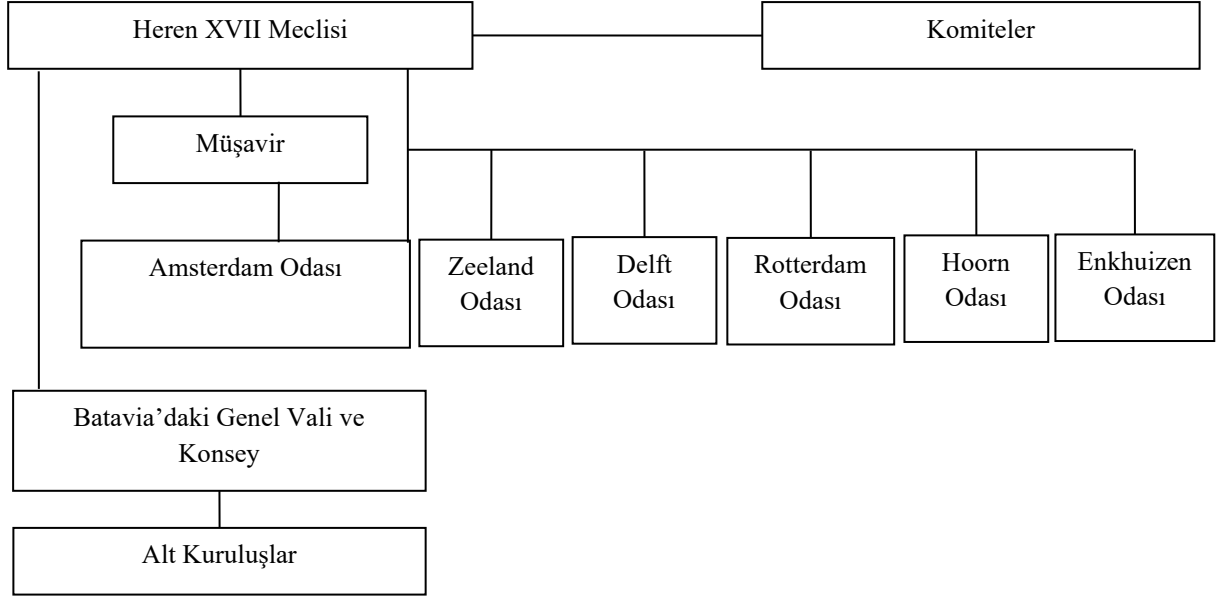 Heren XVII Meclisi
Komiteler
Müşavir
Amsterdam Odası
Zeeland
Odası
Delft
Odası
Rotterdam
Odası
Hoorn
Odası
Enkhuizen
Odası
Batavia’daki Genel Vali ve
Konsey
Alt Kuruluşlar